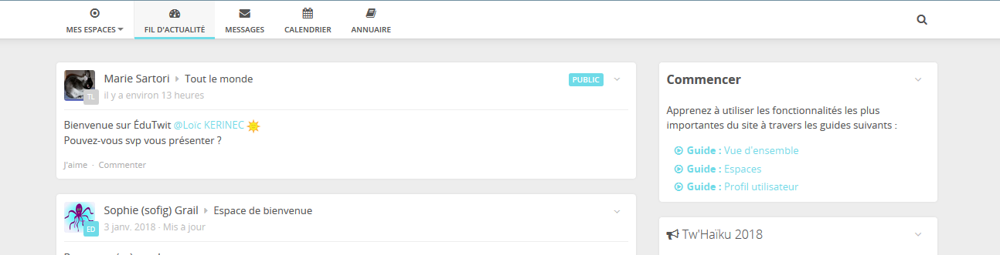 MES ESPACES
FIL D'ACTUALITÉ
MESSAGES
CALENDRIER
ANNUAIRE
Marie Sartori Tout le monde
PUBLIC
TL
il y a environ 13 heures
Bienvenue sur ÉduTwit @Loïc KERINEC
Pouvez-vous svp vous présenter ?
J'aime · Commenter
Sophie (sofig) Grail Espace de bienvenue
ED
3 janv. 2018 · Mis à jour
Commencer
Apprenez à utiliser les fonctionnalités les plus
importantes du site à travers les guides suivants :
Guide : Vue d'ensemble
Guide : Espaces
Guide : Profil utilisateur
Tw'Haïku 2018